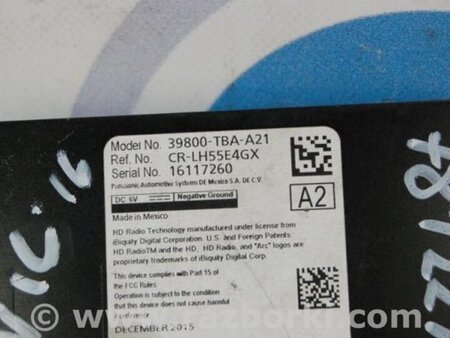 Model No. 39800-TBA-A21
Ref. No. CR-LH55E4GX
Serial No. 16117260
Panasonic Automotive Systems DE Mexico S.A. DE C.V.
DC 6V Negative Ground
A2
Made in Mexico
HD Radio Technology manufactured under license from
iBiquity Digital Corporation. U.S. and Foreign Patents.
HD RadioTM and the HD, HD Radio, and "Arc" logos are
proprietary trademarks of iBiquity Digital Corp.
This device complies with Part 15 of
the FCC Rules
Operation is subject to the condition
that this device does not cause harmful
interference
DECEMBER 2015